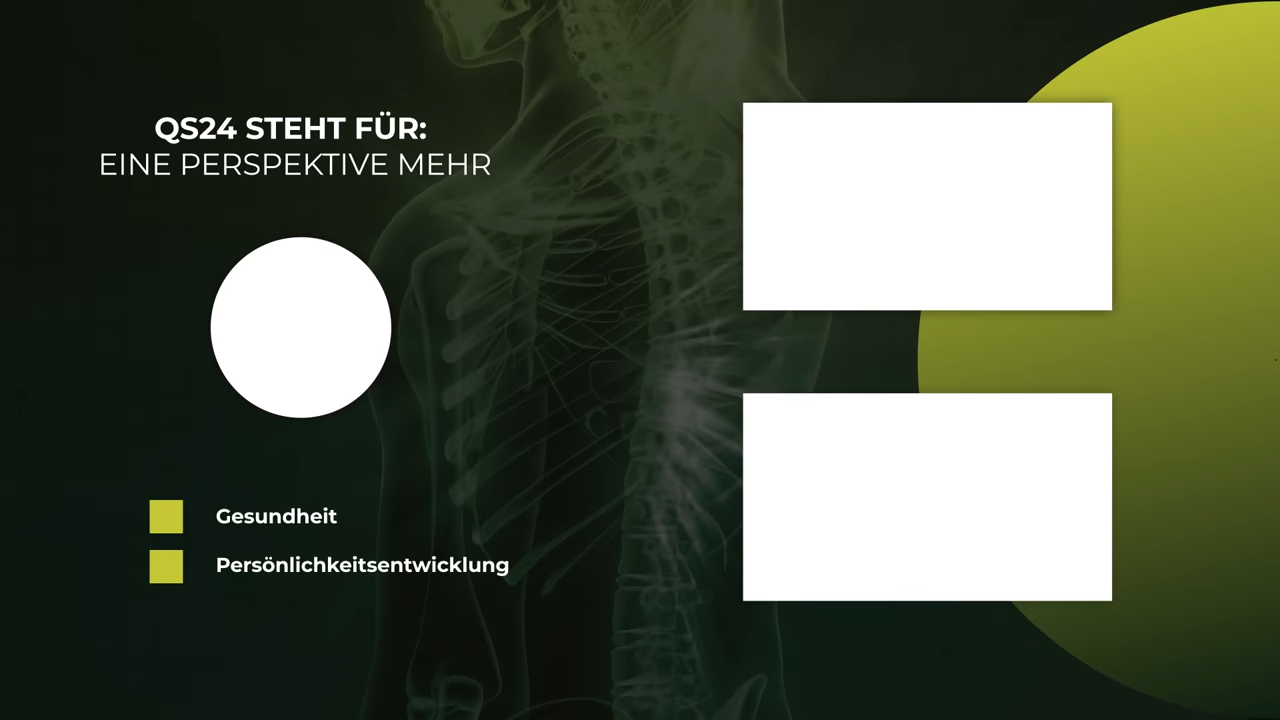 QS24 STEHT FÜR:
EINE PERSPEKTIVE MEHR
Gesundheit
Persönlichkeitsentwicklung